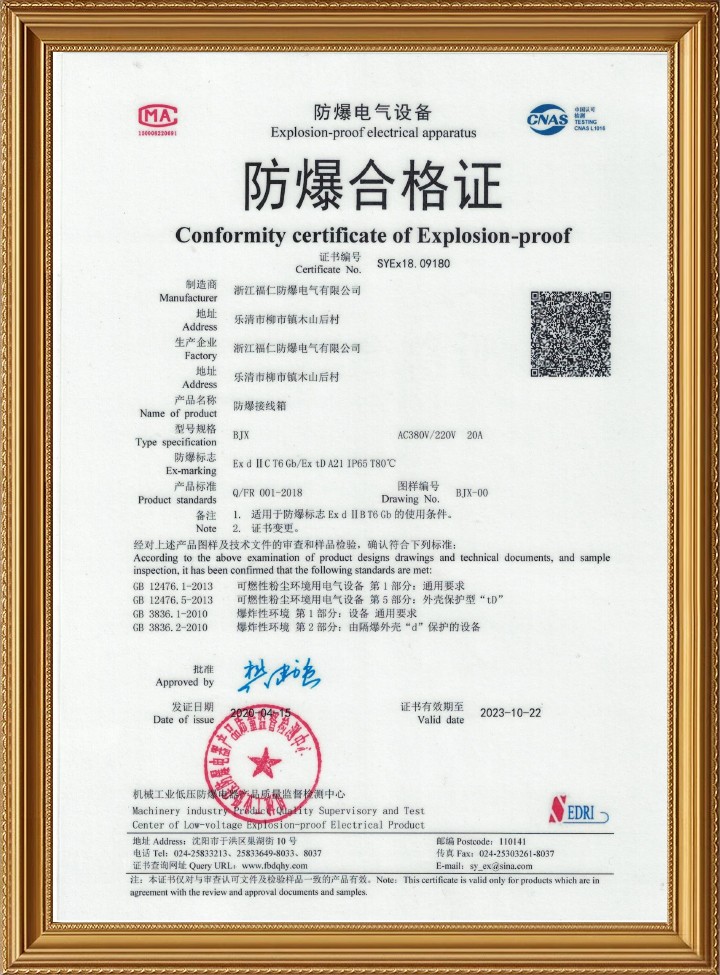 MA
防爆电气设备
Explosion-proof electrical apparatus
CNAS
中国认可
检测
TESTING
CNAS L1016
防爆合格证
Conformity certificate of Explosion-proof
证书编号
Certificate No. SYEx18.09180
制造商 浙江福仁防爆电气有限公司
Manufacturer
地址 乐清市柳市镇木山后村
Address
生产企业 浙江福仁防爆电气有限公司
Factory
地址 乐清市柳市镇木山后村
Address
产品名称 防爆接线箱
Name of product
型号规格 BJX AC380V/220V 20A
Type specification
防爆标志 Ex d ⅡC T6 Gb/Ex tD A21 IP65 T80℃
Ex-marking
产品标准 Q/FR 001-2018 图样编号 BJX-00
Product standards Drawing No.
备注 1. 适用于防爆标志 Ex d ⅡB T6 Gb 的使用条件。
Note 2. 证书变更。
经对上述产品图样及技术文件的审查和样品检验，确认符合下列标准：
According to the above examination of product designs drawings and technical documents, and sample
inspection, it has been confirmed that the following standards are met:
GB 12476.1-2013 可燃性粉尘环境用电气设备 第 1 部分：通用要求
GB 12476.5-2013 可燃性粉尘环境用电气设备 第 5 部分：外壳保护型“tD”
GB 3836.1-2010 爆炸性环境 第 1 部分：设备 通用要求
GB 3836.2-2010 爆炸性环境 第 2 部分：由隔爆外壳“d”保护的设备
批准
Approved by
发证日期 2020-04-15 证书有效期至 2023-10-22
Date of issue Valid date
机械工业低压防爆电器产品质量监督检测中心
Machinery industry Product Quality Supervisory and Test
Center of Low-voltage Explosion-proof Electrical Product
SEDRI
地址 Address: 沈阳市于洪区巢湖街 10 号 邮编 Postcode: 110141
电话 Tel: 024-25833213、25833649-8033、8037 传真 Fax: 024-25303261-8037
证书查询网址 Query URL: www.fbdqhy.com E-mail: sy_ex@sina.com
注：本证书仅对与审查认可文件及检验样品一致的产品有效。Note: This certificate is valid only for products which are in
agreement with the review and approval documents and samples.